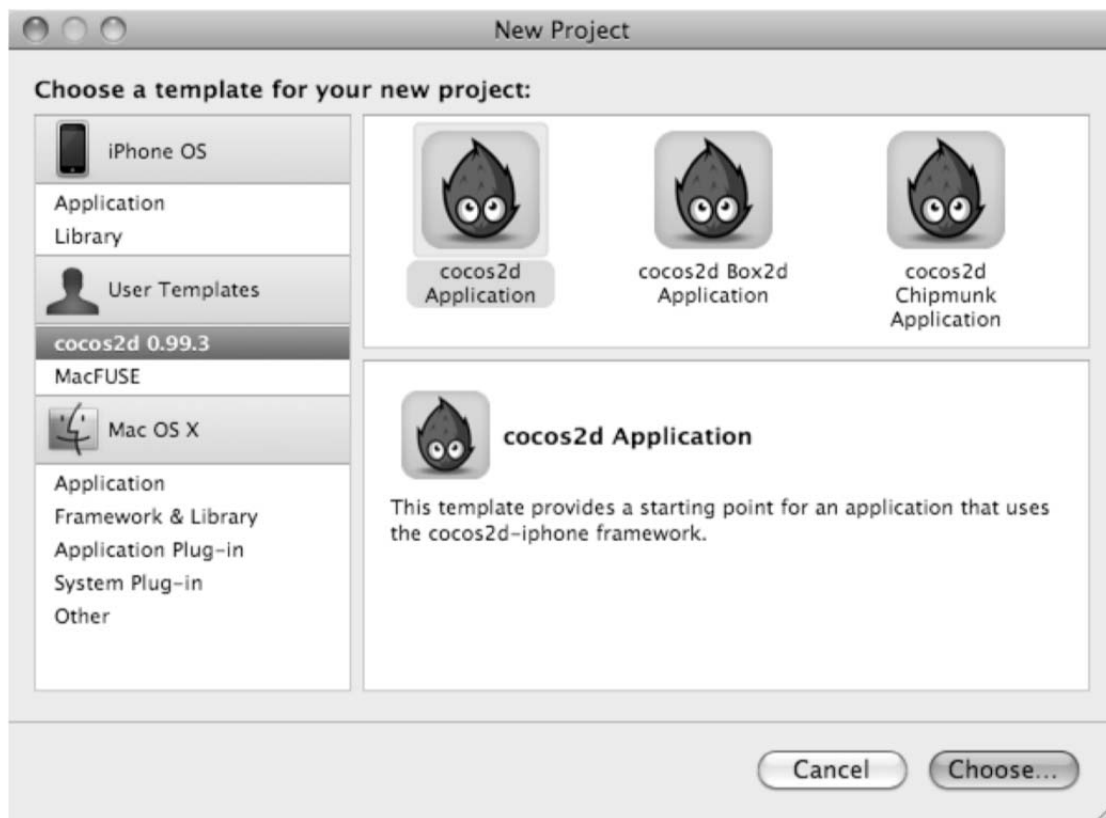 New Project
Choose a template for your new project:
iPhone OS
Application
Library
User Templates
cocos2d 0.99.3
MacFUSE
Mac OS X
Application
Framework & Library
Application Plug-in
System Plug-in
Other
cocos2d
Application
cocos2d Box2d
Application
cocos2d
Chipmunk
Application
cocos2d Application
This template provides a starting point for an application that uses
the cocos2d-iphone framework.
Cancel
Choose...